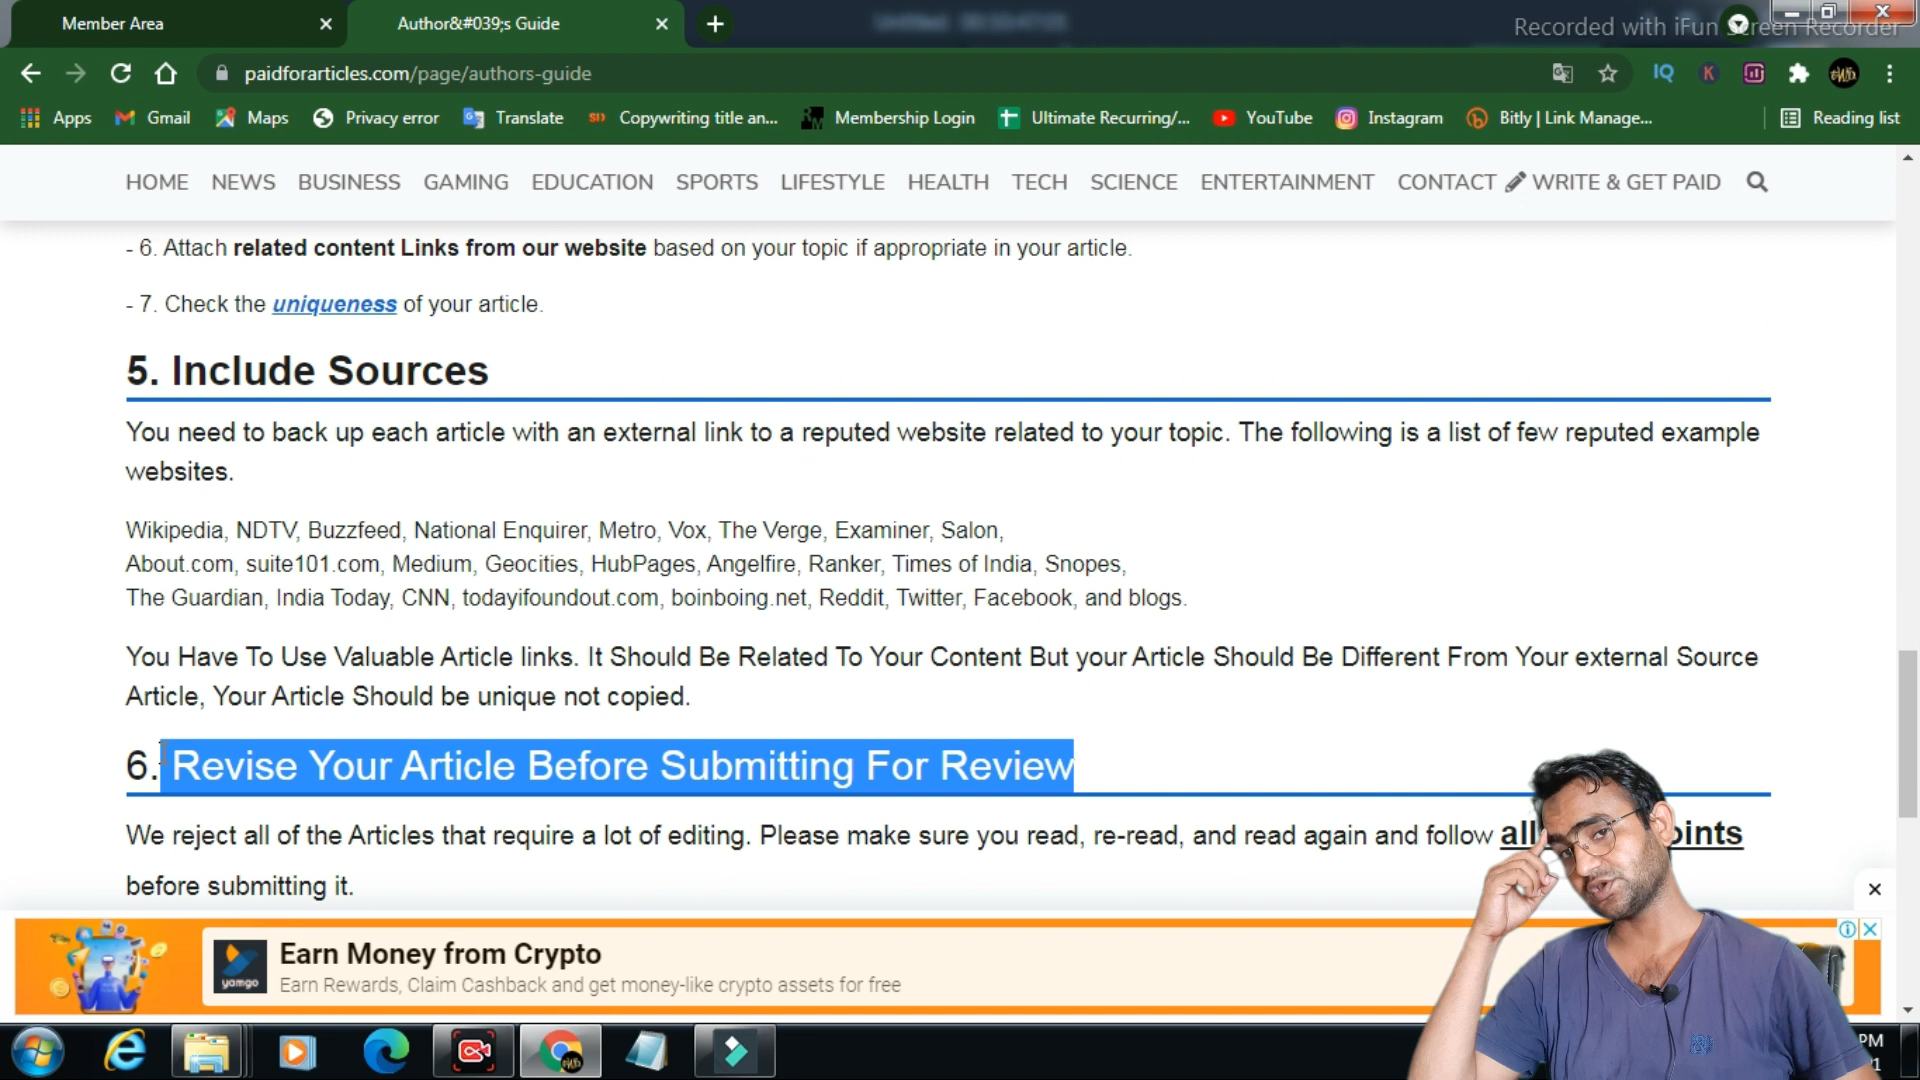 Member Area
Author&#039;s Guide
Recorded with iFun Screen Recorder
paidforarticles.com/page/authors-guide
IQ
K
Apps
Gmail
Maps
Privacy error
Translate
Copywriting title an...
Membership Login
Ultimate Recurring/...
YouTube
Instagram
Bitly | Link Manage...
Reading list
HOME NEWS BUSINESS GAMING EDUCATION SPORTS LIFESTYLE HEALTH TECH SCIENCE ENTERTAINMENT CONTACT WRITE & GET PAID
- 6. Attach related content Links from our website based on your topic if appropriate in your article.
- 7. Check the uniqueness of your article.
5. Include Sources
You need to back up each article with an external link to a reputed website related to your topic. The following is a list of few reputed example
websites.
Wikipedia, NDTV, Buzzfeed, National Enquirer, Metro, Vox, The Verge, Examiner, Salon,
About.com, suite101.com, Medium, Geocities, HubPages, Angelfire, Ranker, Times of India, Snopes,
The Guardian, India Today, CNN, todayifoundout.com, boinboing.net, Reddit, Twitter, Facebook, and blogs.
You Have To Use Valuable Article links. It Should Be Related To Your Content But your Article Should Be Different From Your external Source
Article, Your Article Should be unique not copied.
6. Revise Your Article Before Submitting For Review
We reject all of the Articles that require a lot of editing. Please make sure you read, re-read, and read again and follow all oints
before submitting it.
yamgo
Earn Money from Crypto
Earn Rewards, Claim Cashback and get money-like crypto assets for free
PM